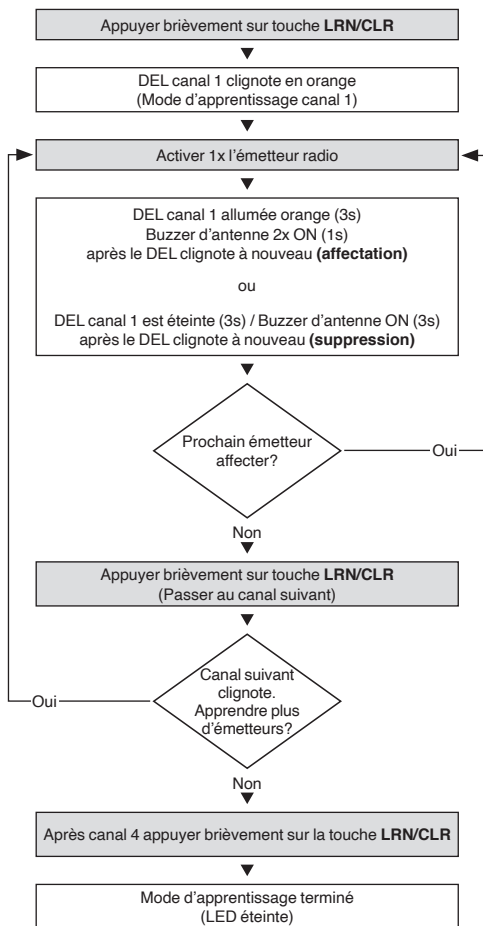 Appuyer brièvement sur touche LRN/CLR
DEL canal 1 clignote en orange
(Mode d'apprentissage canal 1)
Activer 1x l'émetteur radio
DEL canal 1 allumée orange (3s)
Buzzer d'antenne 2x ON (1s)
après le DEL clignote à nouveau (affectation)
ou
DEL canal 1 est éteinte (3s) / Buzzer d'antenne ON (3s)
après le DEL clignote à nouveau (suppression)
Prochain émetteur
affecter?
Oui
Non
Appuyer brièvement sur touche LRN/CLR
(Passer au canal suivant)
Canal suivant
clignote.
Apprendre plus
d'émetteurs?
Oui
Non
Après canal 4 appuyer brièvement sur la touche LRN/CLR
Mode d'apprentissage terminé
(LED éteinte)